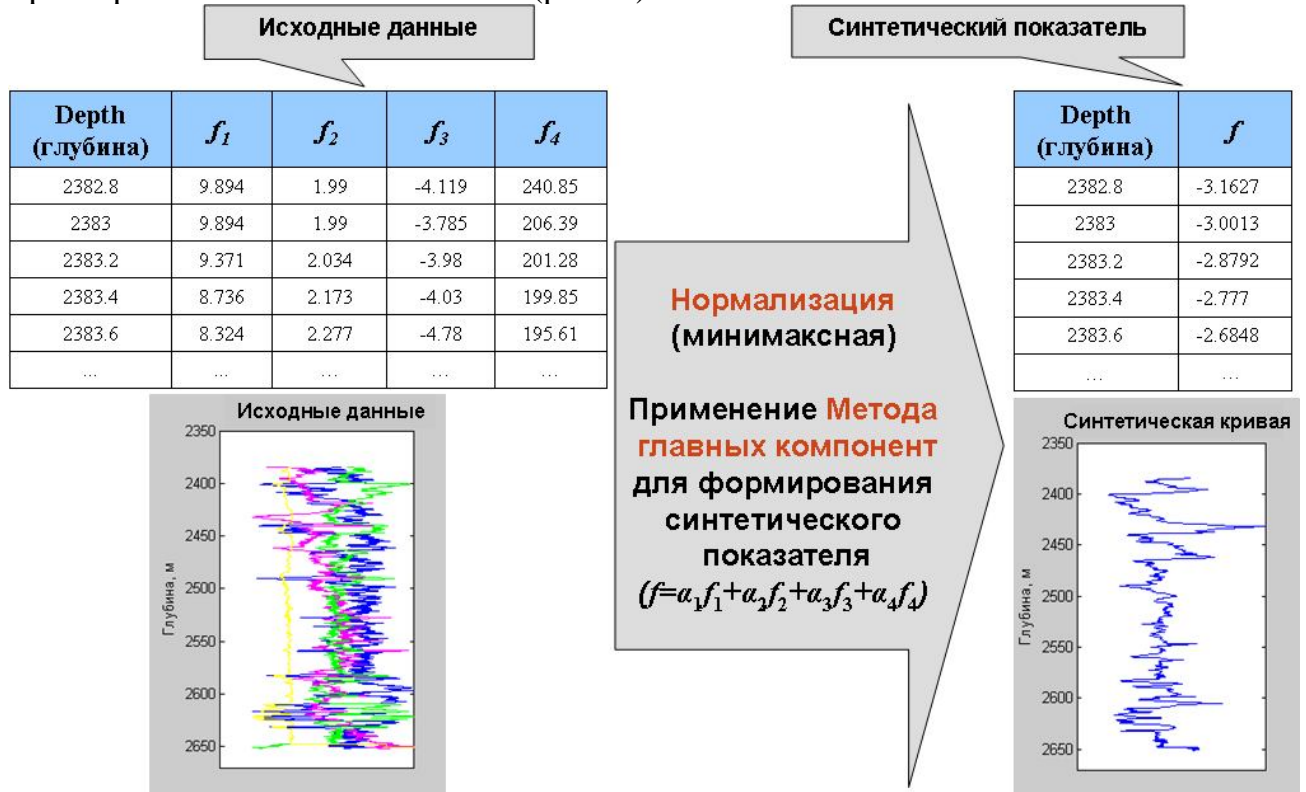 Исходные данные
Синтетический показатель
Depth (глубина) f1 f2 f3 f4
2382.8 9.894 1.99 -4.119 240.85
2383 9.894 1.99 -3.785 206.39
2383.2 9.371 2.034 -3.98 201.28
2383.4 8.736 2.173 -4.03 199.85
2383.6 8.324 2.277 -4.78 195.61
... ... ... ... ...
Нормализация
(минимаксная)
Применение Метода
главных компонент
для формирования
синтетического
показателя
(f=α1f1+α2f2+α3f3+α4f4)
Depth (глубина) f
2382.8 -3.1627
2383 -3.0013
2383.2 -2.8792
2383.4 -2.777
2383.6 -2.6848
... ...
Исходные данные
2350
2400
2450
2500
2550
2600
2650
Глубина, м
Синтетическая кривая
2350
2400
2450
2500
2550
2600
2650
Глубина, м